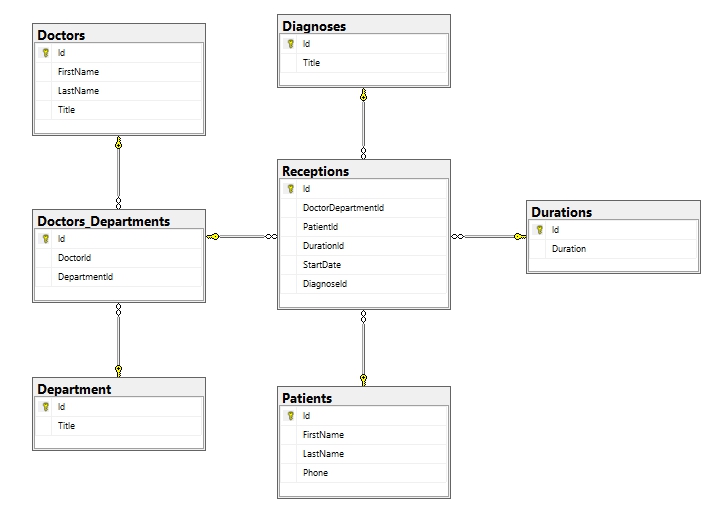 Doctors
Id
FirstName
LastName
Title
Diagnoses
Id
Title
Receptions
Id
DoctorDepartmentId
PatientId
DurationId
StartDate
DiagnoseId
Durations
Id
Duration
Doctors_Departments
Id
DoctorId
DepartmentId
Department
Id
Title
Patients
Id
FirstName
LastName
Phone